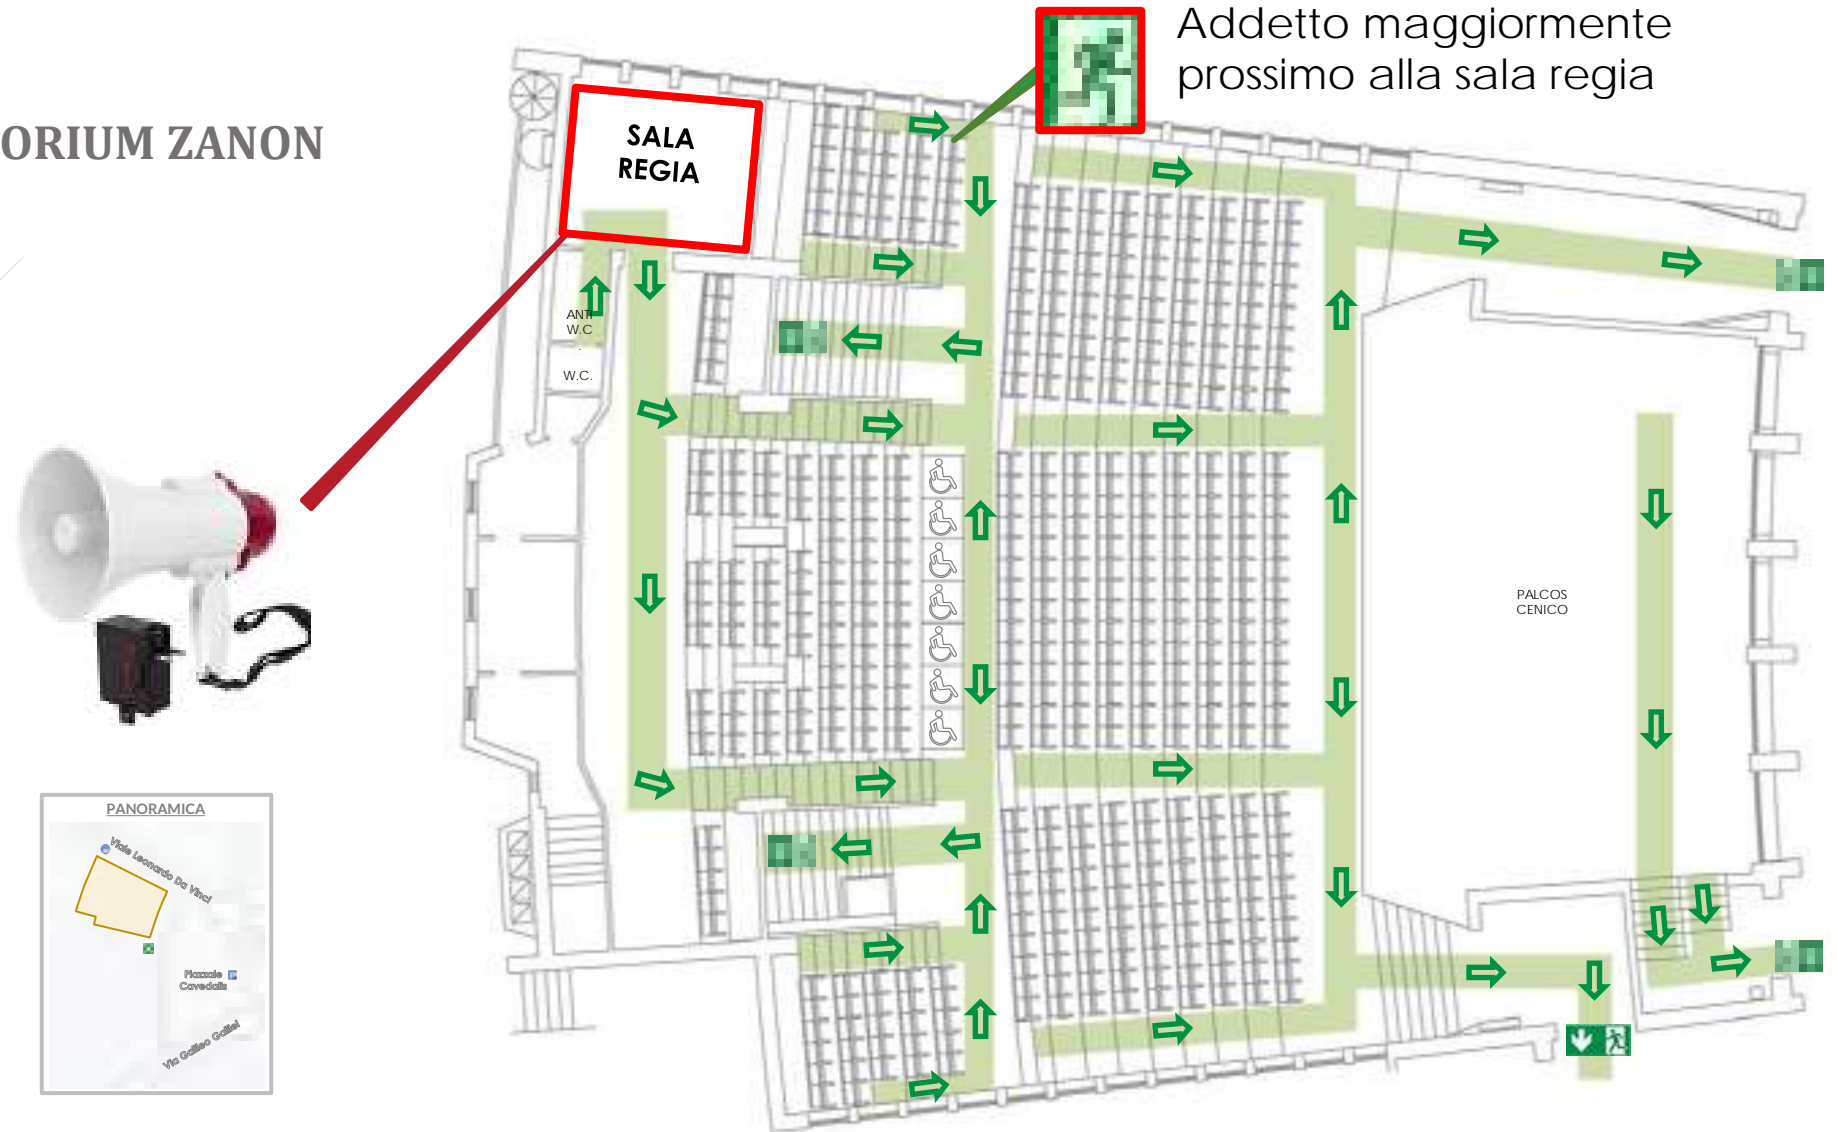 Addetto maggiormente
prossimo alla sala regia
ORIUM ZANON
SALA
REGIA
ANTI
W.C
.
W.C.
PALCOS
CENICO
PANORAMICA
Viale Leonardo Da Vinci
Piazzale
Cavedalis
Via Galileo Galilei